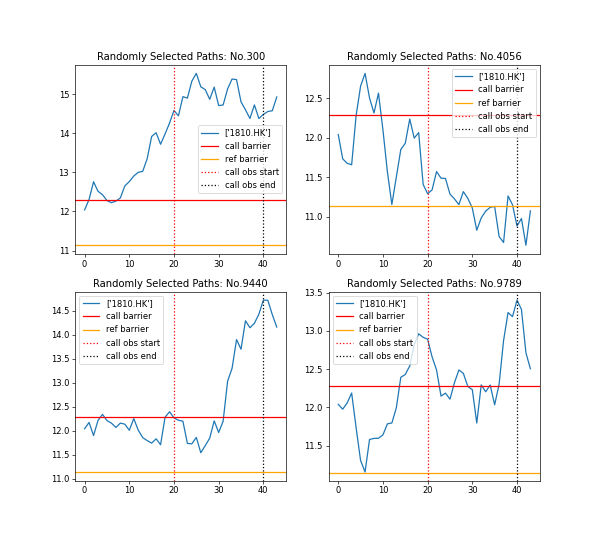 Randomly Selected Paths: No.300
15
14
13
12
11
0
10
20
30
40
['1810.HK']
call barrier
ref barrier
call obs start
call obs end
Randomly Selected Paths: No.4056
12.5
12.0
11.5
11.0
0
10
20
30
40
['1810.HK']
call barrier
ref barrier
call obs start
call obs end
Randomly Selected Paths: No.9440
14.5
14.0
13.5
13.0
12.5
12.0
11.5
11.0
0
10
20
30
40
['1810.HK']
call barrier
ref barrier
call obs start
call obs end
Randomly Selected Paths: No.9789
13.5
13.0
12.5
12.0
11.5
0
10
20
30
40
['1810.HK']
call barrier
ref barrier
call obs start
call obs end